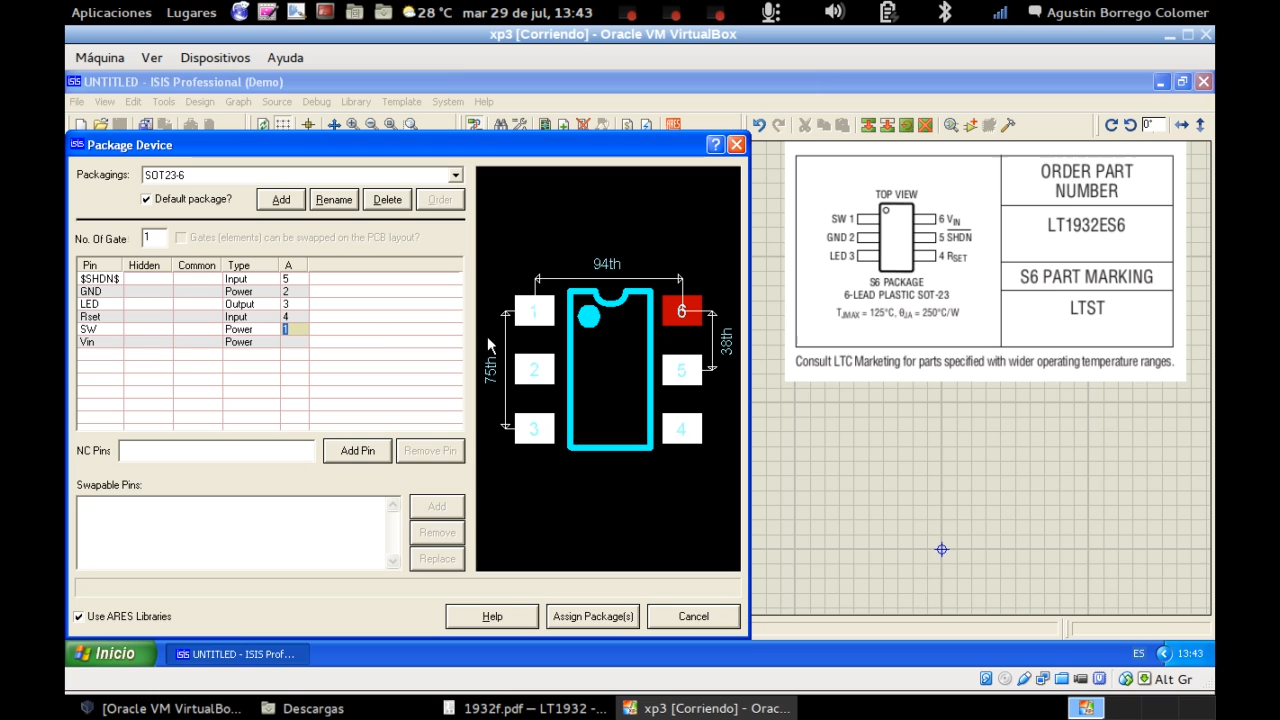 Aplicaciones Lugares 28 °C mar 29 de jul, 13:43 Agustin Borrego Colomer
xp3 [Corriendo] - Oracle VM VirtualBox
Máquina Ver Dispositivos Ayuda
ISIS UNTITLED - ISIS Professional (Demo)
File View Edit Tools Design Graph Source Debug Library Template System Help
ARES 0°
ISIS Package Device
Packagings: SOT23-6
Default package? Add Rename Delete Order
No. Of Gate: 1 Gates (elements) can be swapped on the PCB layout?
Pin Hidden Common Type A
$SHDN$ Input 5
GND Power 2
LED Output 3
Rset Input 4
SW Power 1
Vin Power
NC Pins Add Pin Remove Pin
Swapable Pins:
Add
Remove
Replace
Use ARES Libraries
Help Assign Package(s) Cancel
94th
1 6
75th 38th
2 5
3 4
TOP VIEW
SW 1 6 VIN
GND 2 5 SHDN
LED 3 4 RSET
S6 PACKAGE
6-LEAD PLASTIC SOT-23
TJMAX = 125°C, θJA = 250°C/W
ORDER PART
NUMBER
LT1932ES6
S6 PART MARKING
LTST
Consult LTC Marketing for parts specified with wider operating temperature ranges.
Inicio ISIS UNTITLED - ISIS Prof... ES 13:43
Alt Gr
[Oracle VM VirtualBo... Descargas 1932f.pdf — LT1932 -... xp3 [Corriendo] - Orac...